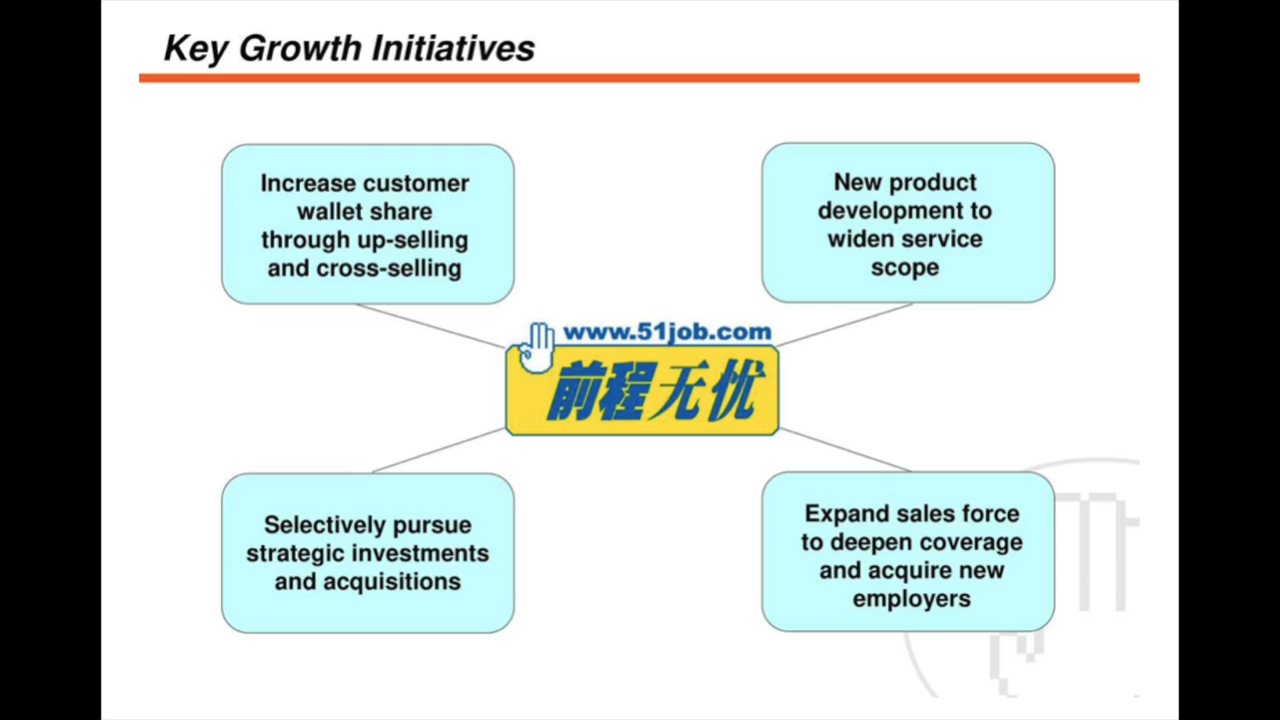 Key Growth Initiatives
Increase customer
wallet share
through up-selling
and cross-selling
New product
development to
widen service
scope
www.51job.com
前程无忧
Selectively pursue
strategic investments
and acquisitions
Expand sales force
to deepen coverage
and acquire new
employers